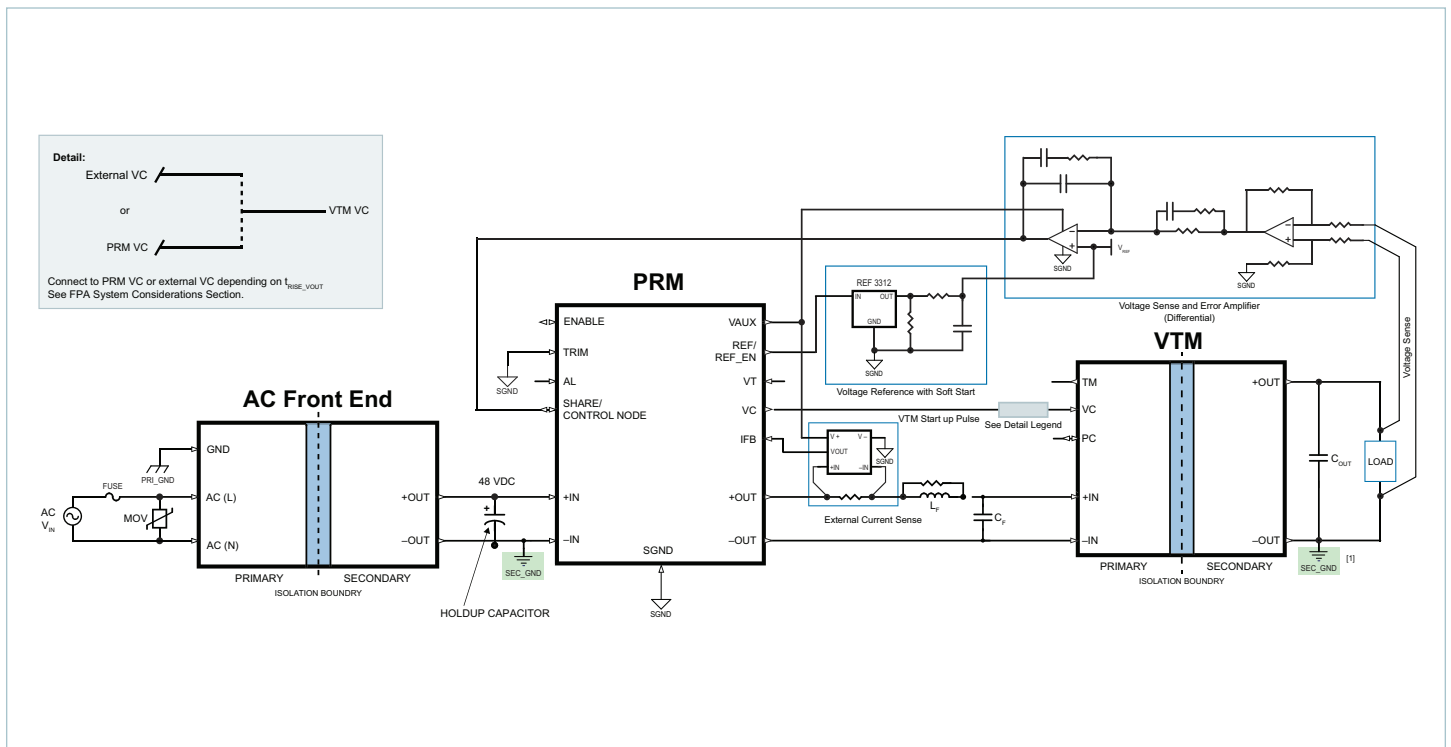 Detail:
External VC
or
VTM VC
PRM VC
Connect to PRM VC or external VC depending on tRISE_VOUT
See FPA System Considerations Section.
AC Front End
GND
PRI_GND
FUSE
AC
VIN
MOV
AC (L)
AC (N)
+OUT
–OUT
PRIMARY
SECONDARY
ISOLATION BOUNDRY
48 VDC
+
HOLDUP CAPACITOR
SEC_GND
PRM
ENABLE
TRIM
SGND
AL
SHARE/
CONTROL NODE
+IN
–IN
SGND
SGND
VAUX
REF/
REF_EN
VT
VC
IFB
+OUT
–OUT
REF 3312
IN
OUT
GND
SGND
Voltage Reference with Soft Start
VTM Start up Pulse
See Detail Legend
V +
V –
VOUT
SGND
+IN
–IN
External Current Sense
LF
CF
–
+
VREF
SGND
–
+
SGND
Voltage Sense and Error Amplifier
(Differential)
Voltage Sense
VTM
TM
VC
PC
+IN
–IN
+OUT
–OUT
PRIMARY
SECONDARY
ISOLATION BOUNDRY
COUT
LOAD
SEC_GND
[1]